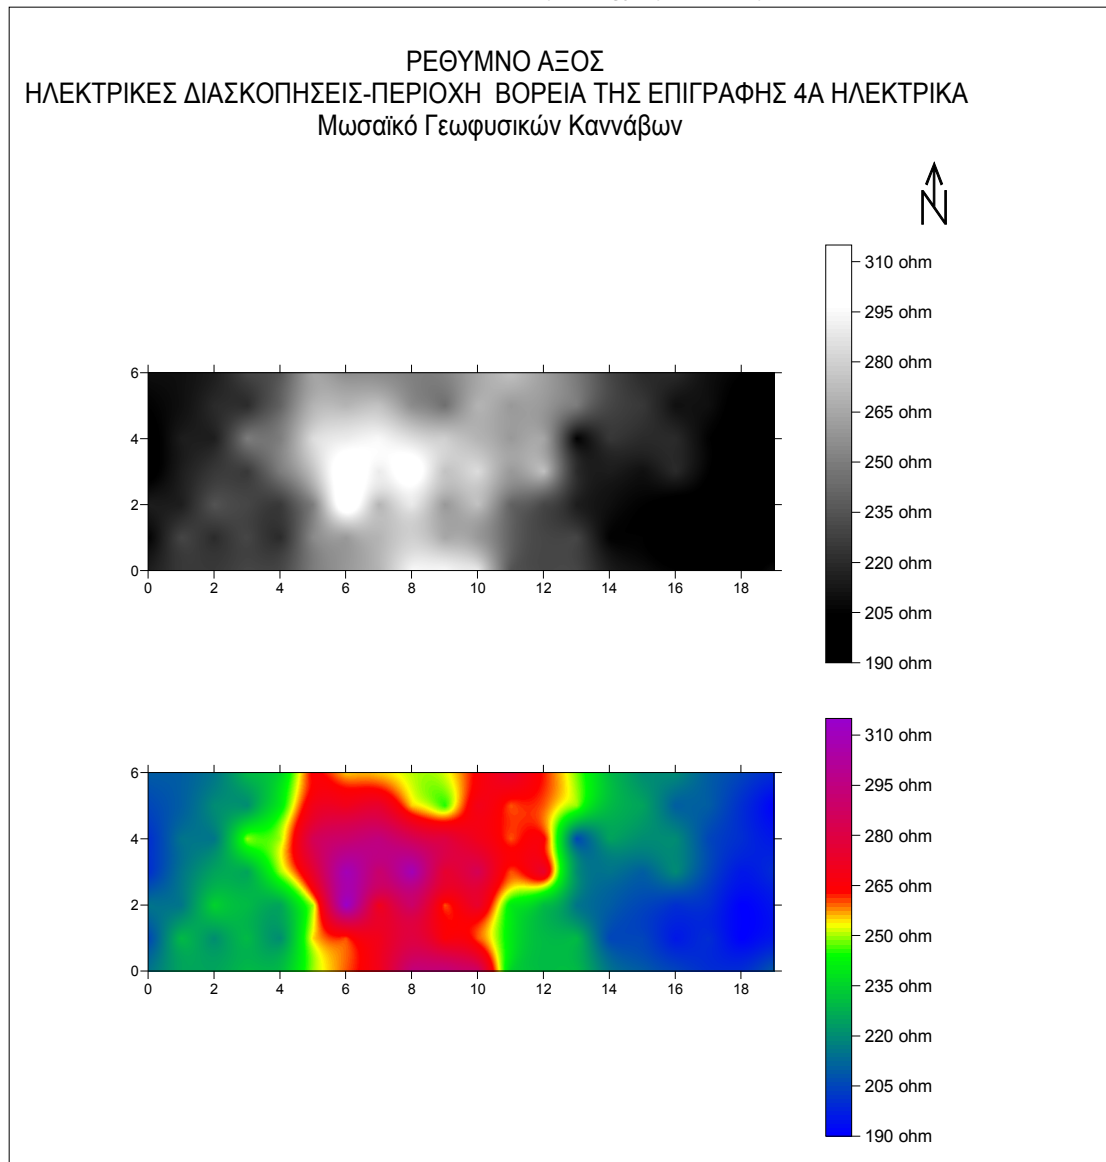 ΡΕΘΥΜΝΟ ΑΞΟΣ
ΗΛΕΚΤΡΙΚΕΣ ΔΙΑΣΚΟΠΗΣΕΙΣ-ΠΕΡΙΟΧΗ ΒΟΡΕΙΑ ΤΗΣ ΕΠΙΓΡΑΦΗΣ 4Α ΗΛΕΚΤΡΙΚΑ
Μωσαϊκό Γεωφυσικών Καννάβων
N
310 ohm
295 ohm
280 ohm
265 ohm
250 ohm
235 ohm
220 ohm
205 ohm
190 ohm
6
4
2
0
0 2 4 6 8 10 12 14 16 18
310 ohm
295 ohm
280 ohm
265 ohm
250 ohm
235 ohm
220 ohm
205 ohm
190 ohm
6
4
2
0
0 2 4 6 8 10 12 14 16 18